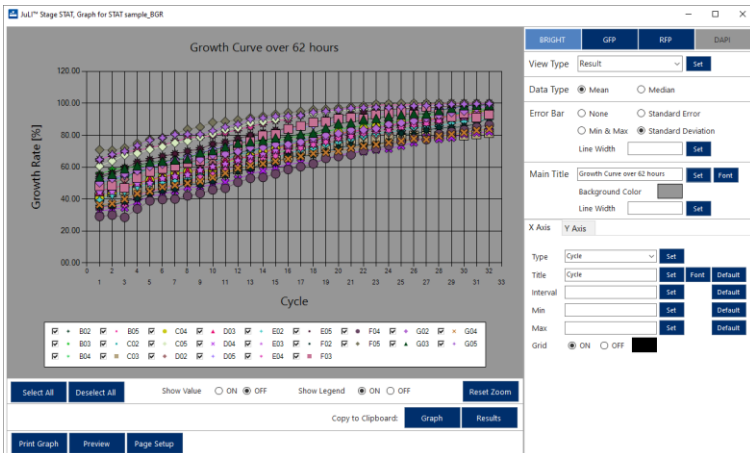 JuLI™ Stage STAT, Graph for STAT sample_BGR
Growth Curve over 62 hours
Growth Rate [%]
120.00
100.00
80.00
60.00
40.00
20.00
00.00
0 2 4 6 8 10 12 14 16 18 20 22 24 26 28 30 32
1 3 5 7 9 11 13 15 17 19 21 23 25 27 29 31 33
Cycle
B02 B05 C04 D03 E02 E05 F04 G02 G04
B03 C02 C05 D04 E03 F02 F05 G03 G05
B04 C03 D02 D05 E04 F03
Select All Deselect All Show Value ON OFF Show Legend ON OFF Reset Zoom
Copy to Clipboard: Graph Results
Print Graph Preview Page Setup
BRIGHT GFP RFP DAPI
View Type Result Set
Data Type Mean Median
Error Bar None Standard Error
Min & Max Standard Deviation
Line Width Set
Main Title Growth Curve over 62 hours Set Font
Background Color
Line Width Set
X Axis Y Axis
Type Cycle Set
Title Cycle Set Font Default
Interval Set Default
Min Set Default
Max Set Default
Grid ON OFF